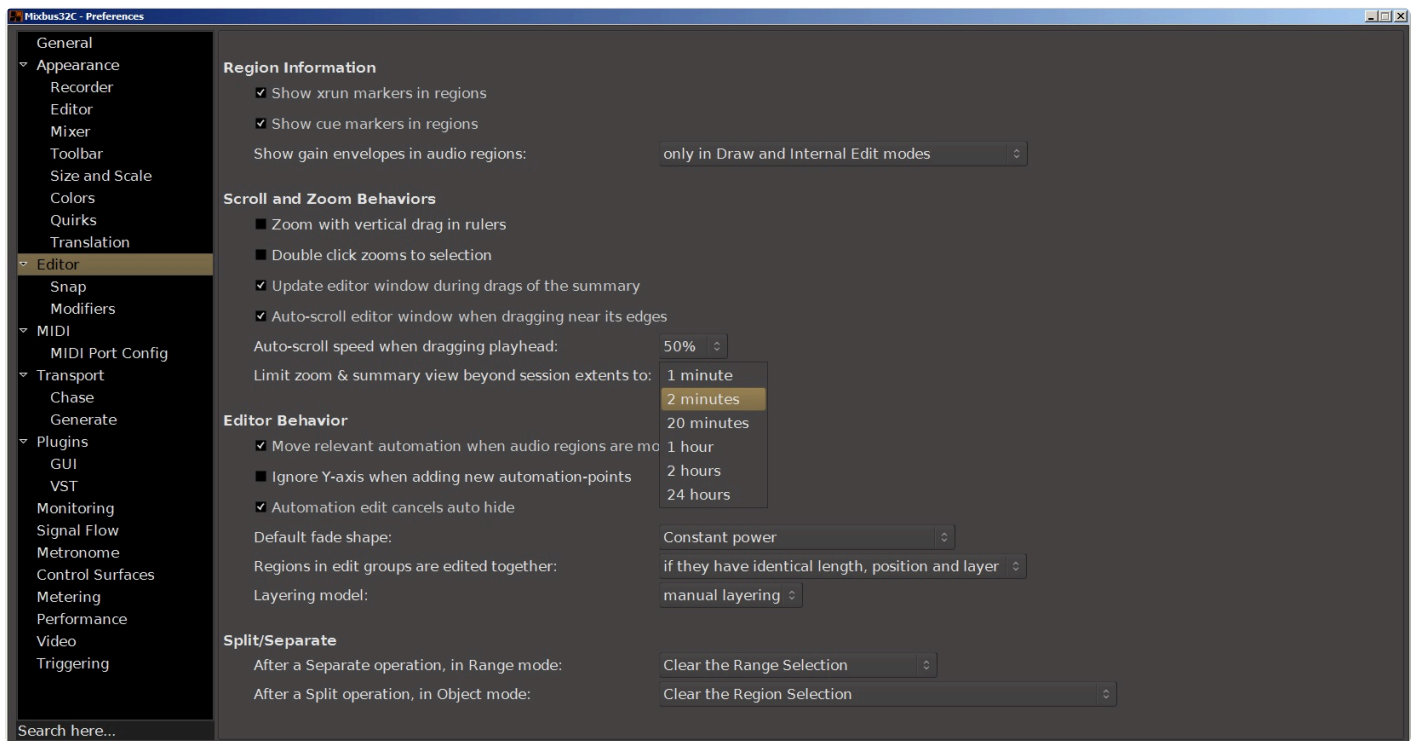 Mixbus32C - Preferences
General
Appearance
Recorder
Editor
Mixer
Toolbar
Size and Scale
Colors
Quirks
Translation
Editor
Snap
Modifiers
MIDI
MIDI Port Config
Transport
Chase
Generate
Plugins
GUI
VST
Monitoring
Signal Flow
Metronome
Control Surfaces
Metering
Performance
Video
Triggering
Search here...
Region Information
Show xrun markers in regions
Show cue markers in regions
Show gain envelopes in audio regions: only in Draw and Internal Edit modes
Scroll and Zoom Behaviors
Zoom with vertical drag in rulers
Double click zooms to selection
Update editor window during drags of the summary
Auto-scroll editor window when dragging near its edges
Auto-scroll speed when dragging playhead: 50%
Limit zoom & summary view beyond session extents to:
1 minute
2 minutes
20 minutes
1 hour
2 hours
24 hours
Editor Behavior
Move relevant automation when audio regions are mo
Ignore Y-axis when adding new automation-points
Automation edit cancels auto hide
Default fade shape: Constant power
Regions in edit groups are edited together: if they have identical length, position and layer
Layering model: manual layering
Split/Separate
After a Separate operation, in Range mode: Clear the Range Selection
After a Split operation, in Object mode: Clear the Region Selection